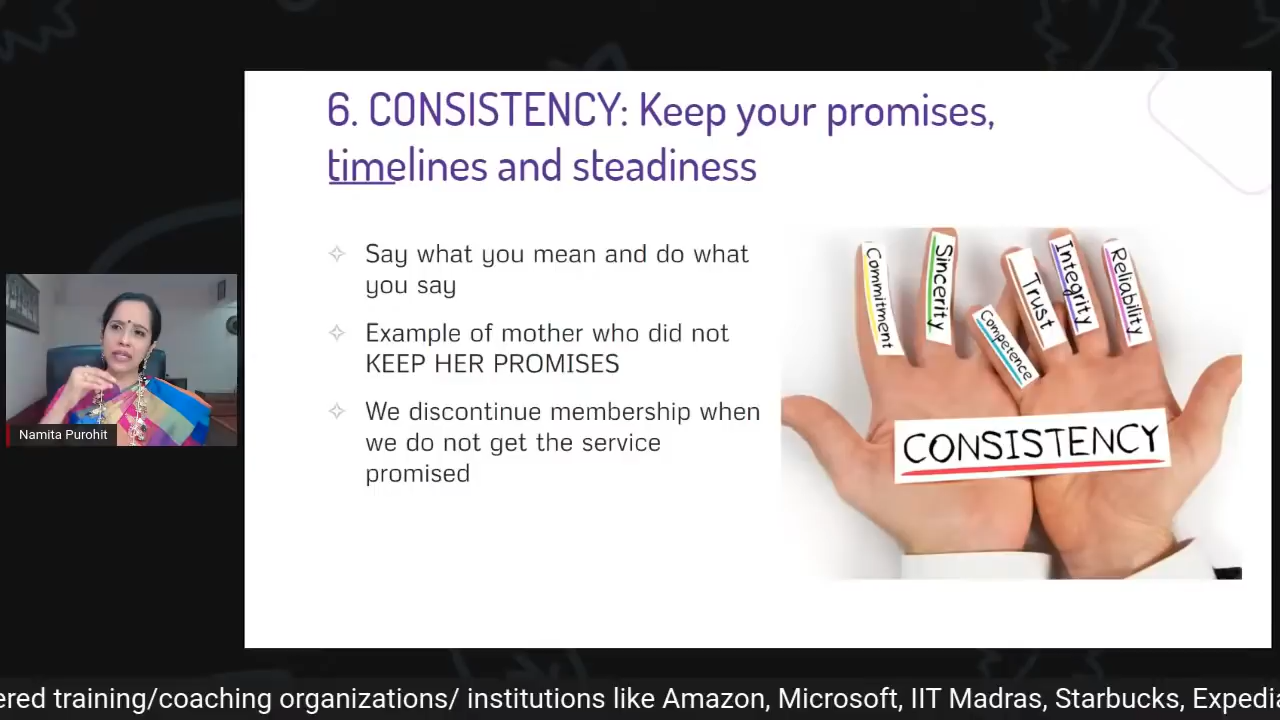 6. CONSISTENCY: Keep your promises,
timelines and steadiness
Say what you mean and do what
you say
Example of mother who did not
KEEP HER PROMISES
We discontinue membership when
we do not get the service
promised
Commitment
Sincerity
Competence
Trust
Integrity
Reliability
CONSISTENCY
Namita Purohit
ered training/coaching organizations/ institutions like Amazon, Microsoft, IIT Madras, Starbucks, Expedia